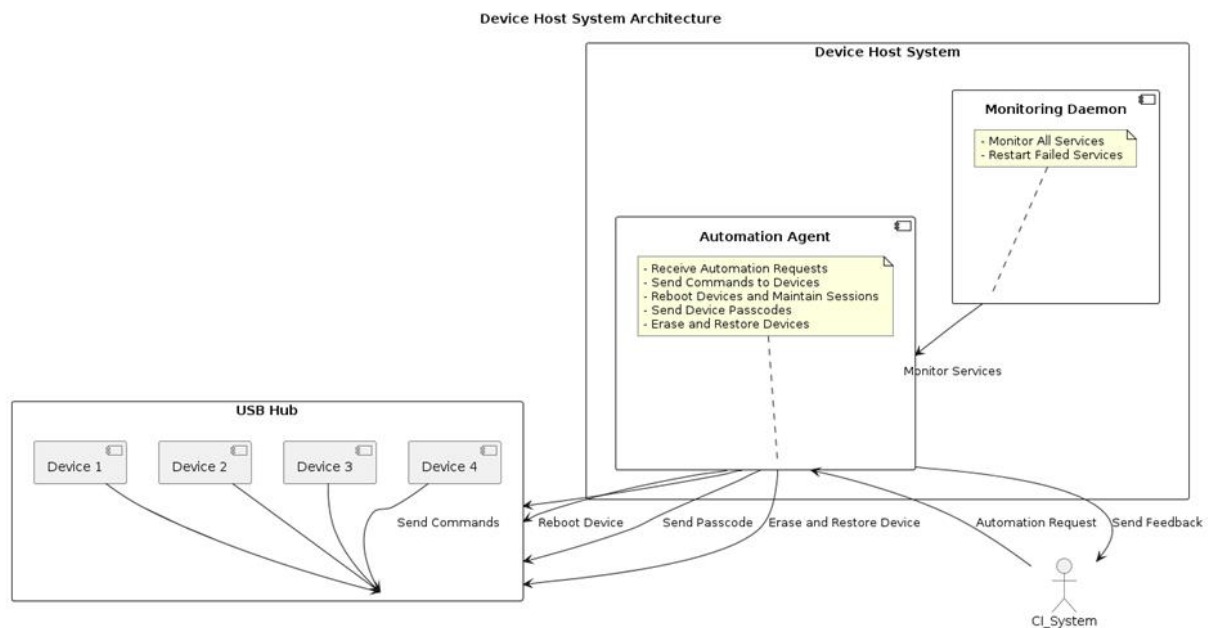 Device Host System Architecture
Device Host System
Monitoring Daemon
- Monitor All Services
- Restart Failed Services
Automation Agent
- Receive Automation Requests
- Send Commands to Devices
- Reboot Devices and Maintain Sessions
- Send Device Passcodes
- Erase and Restore Devices
Monitor Services
USB Hub
Device 1
Device 2
Device 3
Device 4
Send Commands
Reboot Device
Send Passcode
Erase and Restore Device
Automation Request
Send Feedback
CI_System